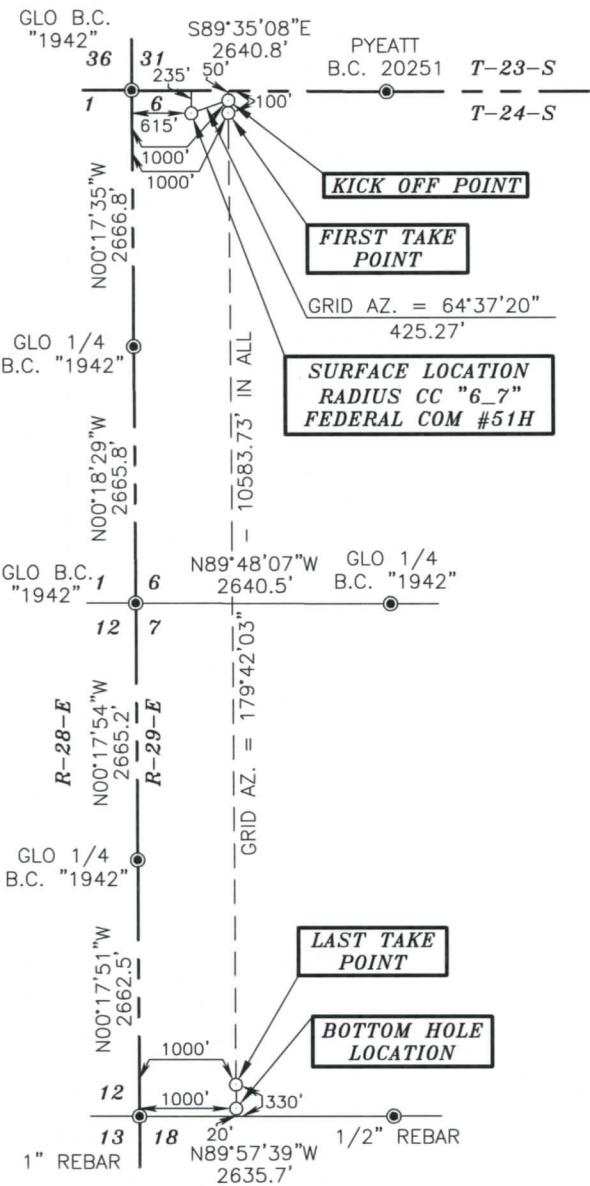 GLO B.C.
"1942"
36 31
S89°35'08"E
2640.8'
PYEATT
B.C. 20251
T-23-S
T-24-S
235'
50'
100'
1 6
615'
1000'
1000'
KICK OFF POINT
FIRST TAKE
POINT
N00°17'35"W
2666.8'
GRID AZ. = 64°37'20"
425.27'
GLO 1/4
B.C. "1942"
SURFACE LOCATION
RADIUS CC "6_7"
FEDERAL COM #51H
N00°18'29"W
2665.8'
GRID AZ. = 179°42'03" - 10583.73' IN ALL
GLO B.C.
"1942"
1 6
N89°48'07"W
2640.5'
GLO 1/4
B.C. "1942"
12 7
R-28-E
N00°17'54"W
2665.2'
R-29-E
GLO 1/4
B.C. "1942"
LAST TAKE
POINT
N00°17'51"W
2662.5'
BOTTOM HOLE
LOCATION
1000'
12
1000'
330'
20'
13 18
1" REBAR
N89°57'39"W
2635.7'
1/2" REBAR